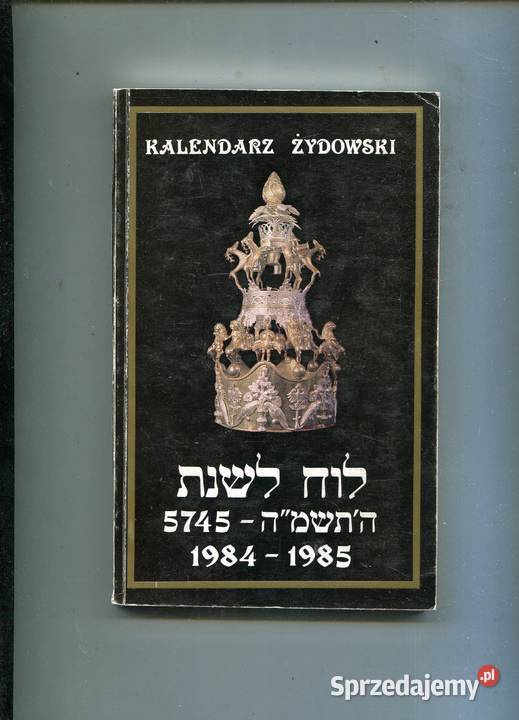 KALENDARZ ŻYDOWSKI
לוח לשנת
ה'תשמ"ה - 5745
1984 - 1985
Sprzedajemy.pl